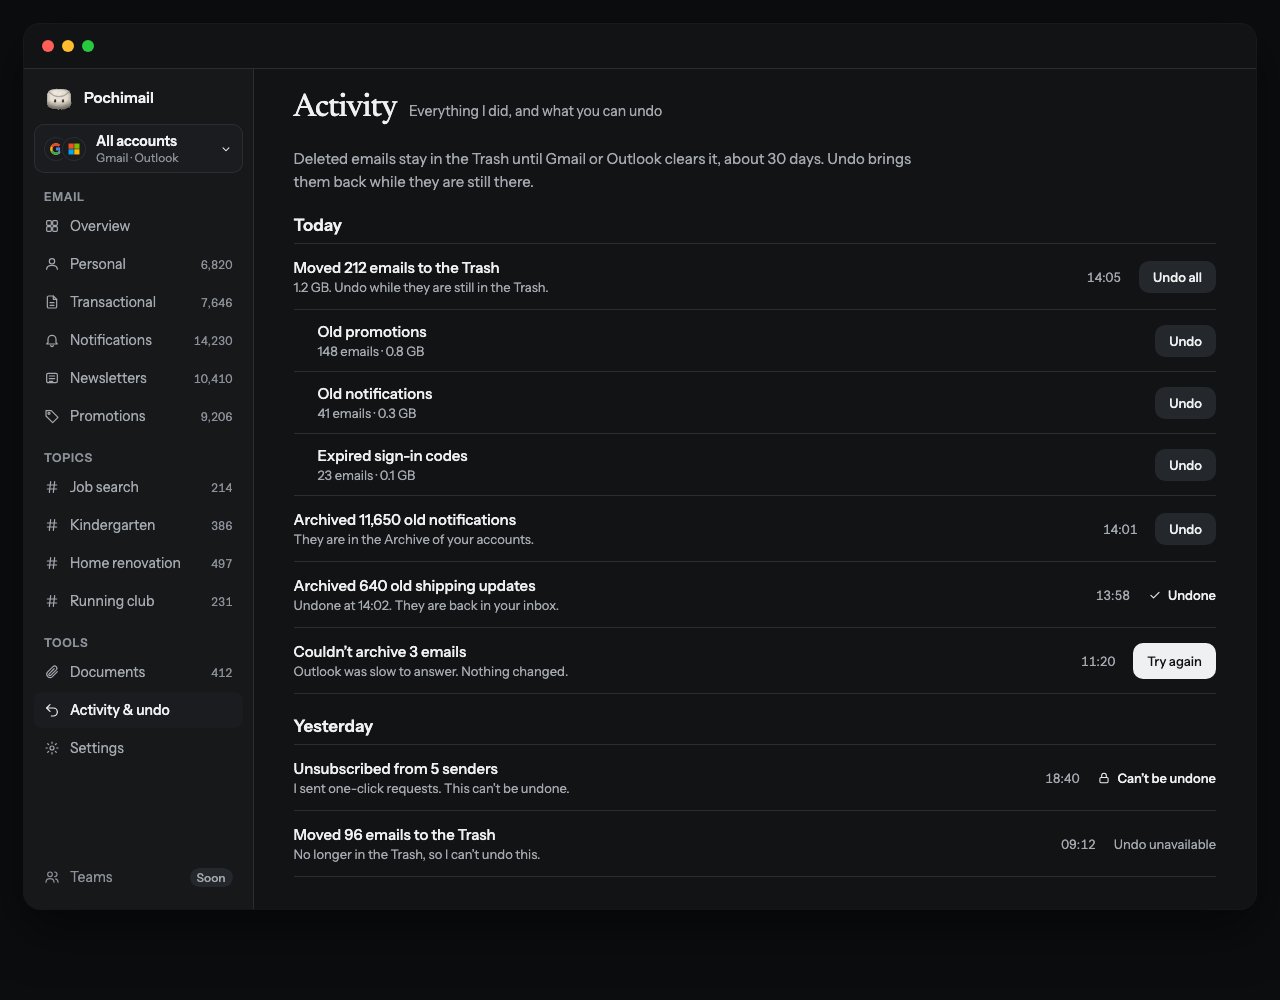 Pochimail
All accounts
Gmail · Outlook
EMAIL
Overview
Personal 6,820
Transactional 7,646
Notifications 14,230
Newsletters 10,410
Promotions 9,206
TOPICS
Job search 214
Kindergarten 386
Home renovation 497
Running club 231
TOOLS
Documents 412
Activity & undo
Settings
Teams Soon
Activity Everything I did, and what you can undo
Deleted emails stay in the Trash until Gmail or Outlook clears it, about 30 days. Undo brings
them back while they are still there.
Today
Moved 212 emails to the Trash
1.2 GB. Undo while they are still in the Trash.
14:05 Undo all
Old promotions
148 emails · 0.8 GB
Undo
Old notifications
41 emails · 0.3 GB
Undo
Expired sign-in codes
23 emails · 0.1 GB
Undo
Archived 11,650 old notifications
They are in the Archive of your accounts.
14:01 Undo
Archived 640 old shipping updates
Undone at 14:02. They are back in your inbox.
13:58 Undone
Couldn’t archive 3 emails
Outlook was slow to answer. Nothing changed.
11:20 Try again
Yesterday
Unsubscribed from 5 senders
I sent one-click requests. This can’t be undone.
18:40 Can’t be undone
Moved 96 emails to the Trash
No longer in the Trash, so I can’t undo this.
09:12 Undo unavailable